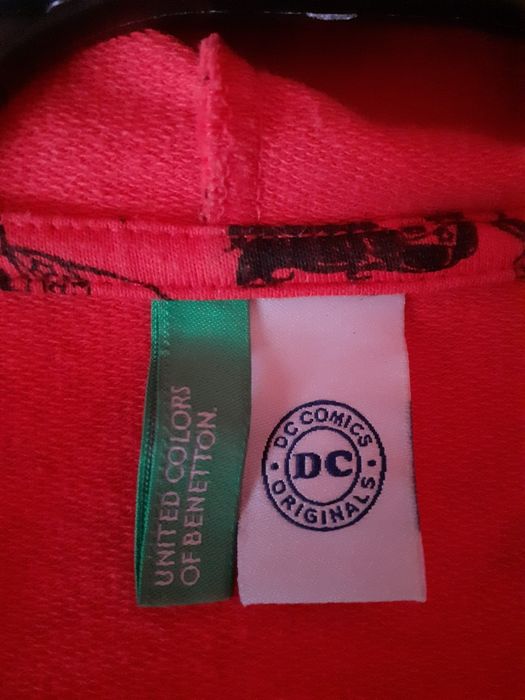 UNITED COLORS
OF BENETTON.
DC COMICS
DC
ORIGINALS